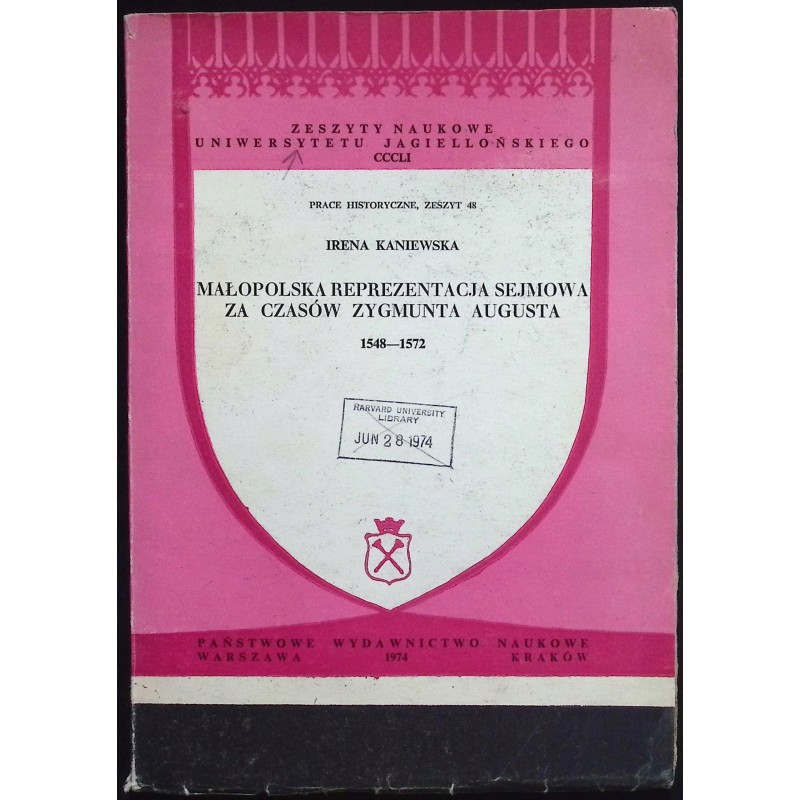 ZESZYTY NAUKOWE
UNIWERSYTETU JAGIELLOŃSKIEGO
CCCLI
PRACE HISTORYCZNE, ZESZYT 48
IRENA KANIEWSKA
MAŁOPOLSKA REPREZENTACJA SEJMOWA
ZA CZASÓW ZYGMUNTA AUGUSTA
1548—1572
HARVARD UNIVERSITY
LIBRARY
JUN 28 1974
PAŃSTWOWE WYDAWNICTWO NAUKOWE
WARSZAWA 1974 KRAKÓW